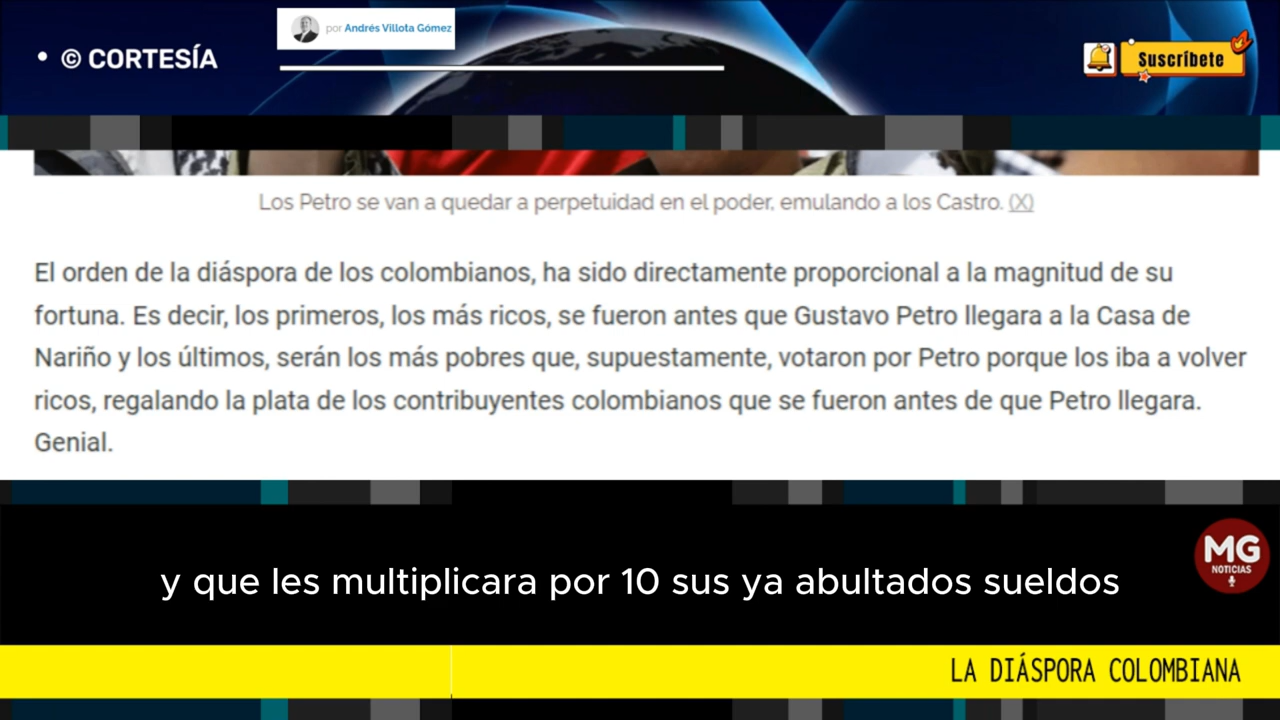 por Andrés Villota Gómez
• © CORTESÍA
Suscríbete
Los Petro se van a quedar a perpetuidad en el poder, emulando a los Castro. (X)
El orden de la diáspora de los colombianos, ha sido directamente proporcional a la magnitud de su
fortuna. Es decir, los primeros, los más ricos, se fueron antes que Gustavo Petro llegara a la Casa de
Nariño y los últimos, serán los más pobres que, supuestamente, votaron por Petro porque los iba a volver
ricos, regalando la plata de los contribuyentes colombianos que se fueron antes de que Petro llegara.
Genial.
MG
NOTICIAS
y que les multiplicara por 10 sus ya abultados sueldos
LA DIÁSPORA COLOMBIANA